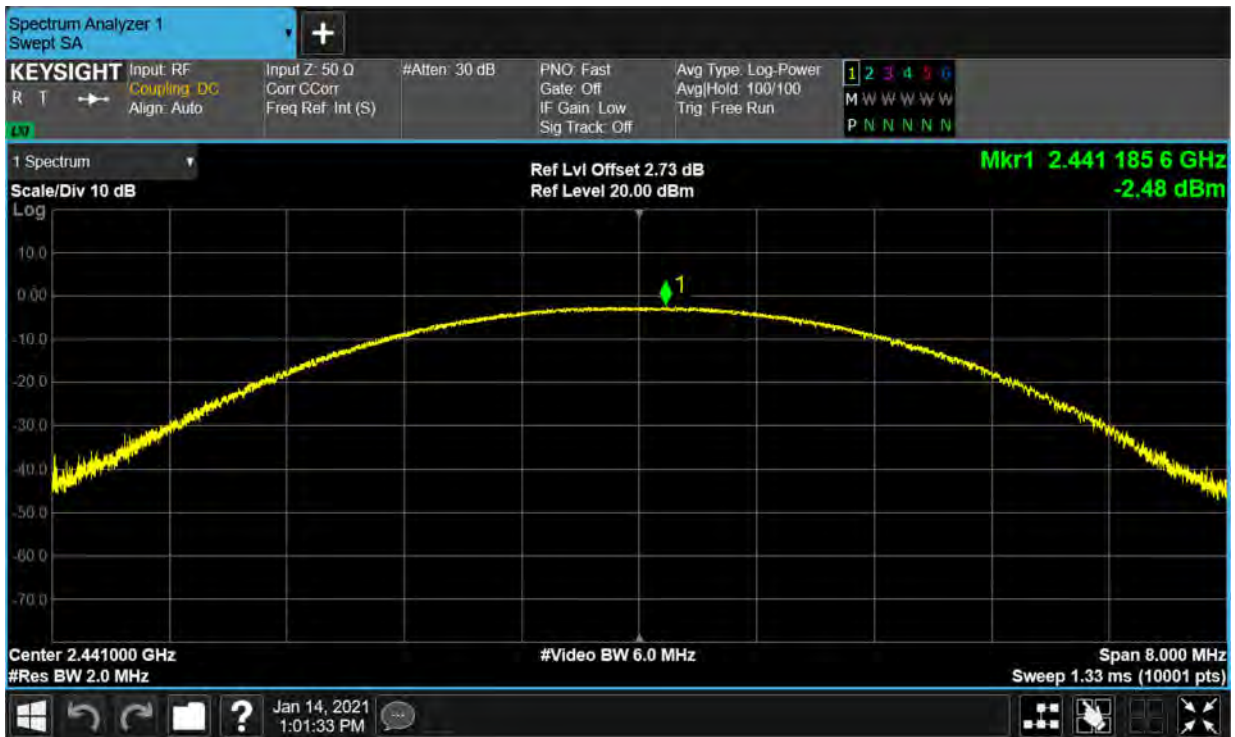 Spectrum Analyzer 1
Swept SA
+
KEYSIGHT Input: RF Input Z: 50 Ω #Atten: 30 dB PNO: Fast Avg Type: Log-Power 1 2 3 4 5 6
R T Coupling: DC Corr CCorr Gate: Off Avg|Hold: 100/100 M W W W W W
Align: Auto Freq Ref: Int (S) IF Gain: Low Trig: Free Run
LXI Sig Track: Off P N N N N N N
1 Spectrum Ref Lvl Offset 2.73 dB Mkr1 2.441 185 6 GHz
Scale/Div 10 dB Ref Level 20.00 dBm -2.48 dBm
Log
10.0
0.00
1
-10.0
-20.0
-30.0
-40.0
-50.0
-60.0
-70.0
Center 2.441000 GHz #Video BW 6.0 MHz Span 8.000 MHz
#Res BW 2.0 MHz Sweep 1.33 ms (10001 pts)
? Jan 14, 2021
1:01:33 PM